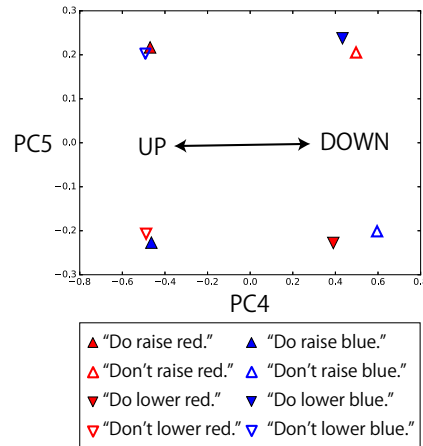 0.3
0.2
0.1
0.0
−0.1
−0.2
−0.3
PC5
UP
DOWN
−0.8 −0.6 −0.4 −0.2 0.0 0.2 0.4 0.6 0.8
PC4
“Do raise red.” “Do raise blue.”
“Don't raise red.” “Don't raise blue.”
“Do lower red.” “Do lower blue.”
“Don't lower red.” “Don't lower blue.”